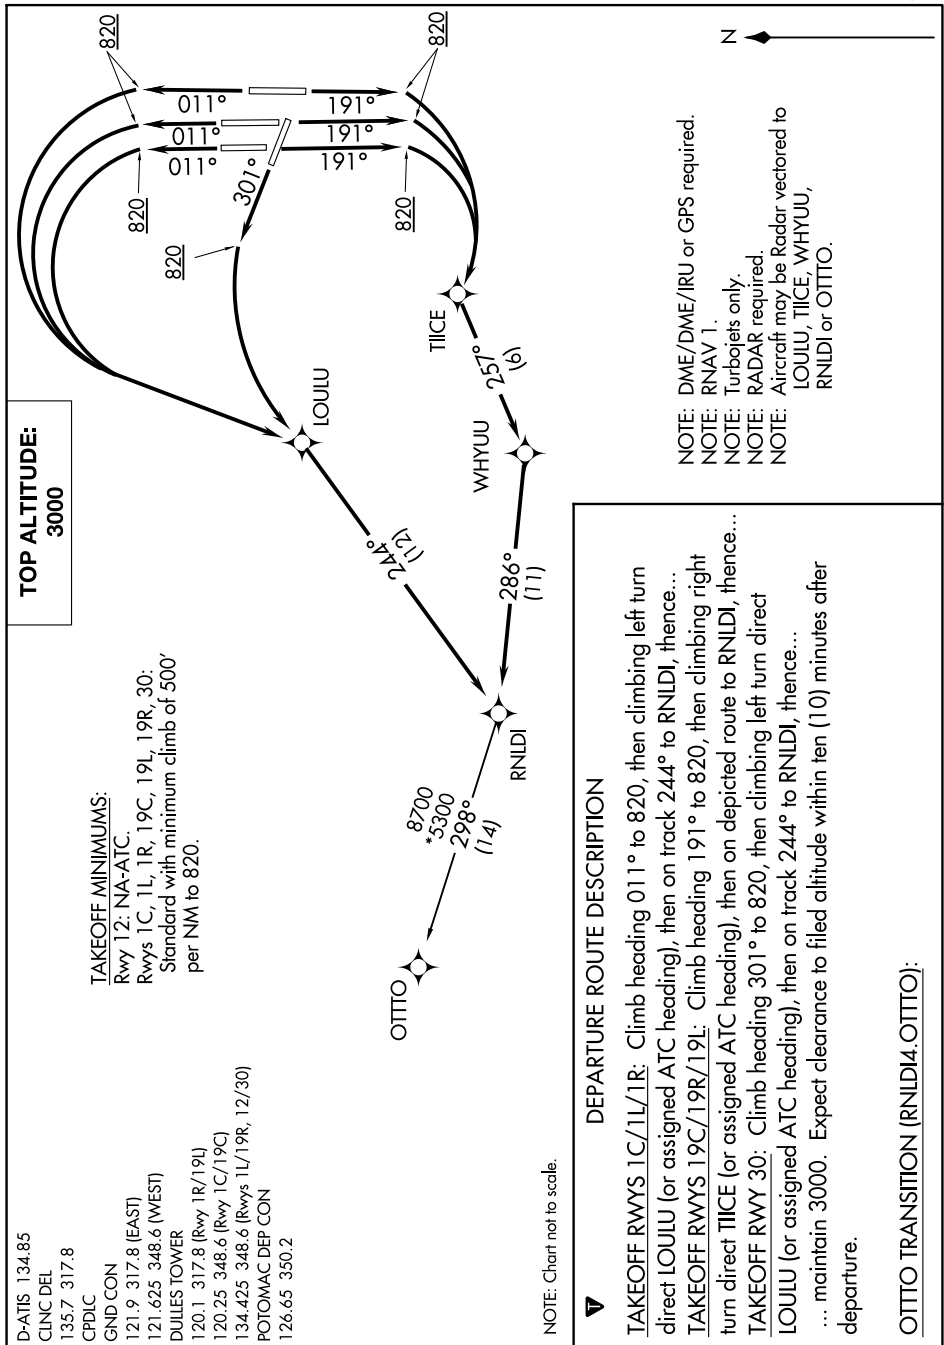 D-ATIS 134.85
CLNC DEL
135.7 317.8
CPDLC
GND CON
121.9 317.8 (EAST)
121.625 348.6 (WEST)
DULLES TOWER
120.1 317.8 (Rwy 1R/19L)
120.25 348.6 (Rwy 1C/19C)
134.425 348.6 (Rwys 1L/19R, 12/30)
POTOMAC DEP CON
126.65 350.2
TAKEOFF MINIMUMS:
Rwy 12: NA-ATC.
Rwys 1C, 1L, 1R, 19C, 19L, 19R, 30:
Standard with minimum climb of 500'
per NM to 820.
TOP ALTITUDE:
3000
820
820
820
820
820
011°
011°
011°
191°
191°
191°
301°
LOULU
TIICE
257°
(6)
WHYUU
244°
(12)
286°
(11)
RNLDI
8700
*5300
298°
(14)
OTTTO
N
NOTE: DME/DME/IRU or GPS required.
NOTE: RNAV 1.
NOTE: Turbojets only.
NOTE: RADAR required.
NOTE: Aircraft may be Radar vectored to
LOULU, TIICE, WHYUU,
RNLDI or OTTTO.
NOTE: Chart not to scale.
T
DEPARTURE ROUTE DESCRIPTION
TAKEOFF RWYS 1C/1L/1R: Climb heading 011° to 820, then climbing left turn
direct LOULU (or assigned ATC heading), then on track 244° to RNLDI, thence...
TAKEOFF RWYS 19C/19R/19L: Climb heading 191° to 820, then climbing right
turn direct TIICE (or assigned ATC heading), then on depicted route to RNLDI, thence...
TAKEOFF RWY 30: Climb heading 301° to 820, then climbing left turn direct
LOULU (or assigned ATC heading), then on track 244° to RNLDI, thence...
... maintain 3000. Expect clearance to filed altitude within ten (10) minutes after
departure.
OTTTO TRANSITION (RNLDI4.OTTTO):